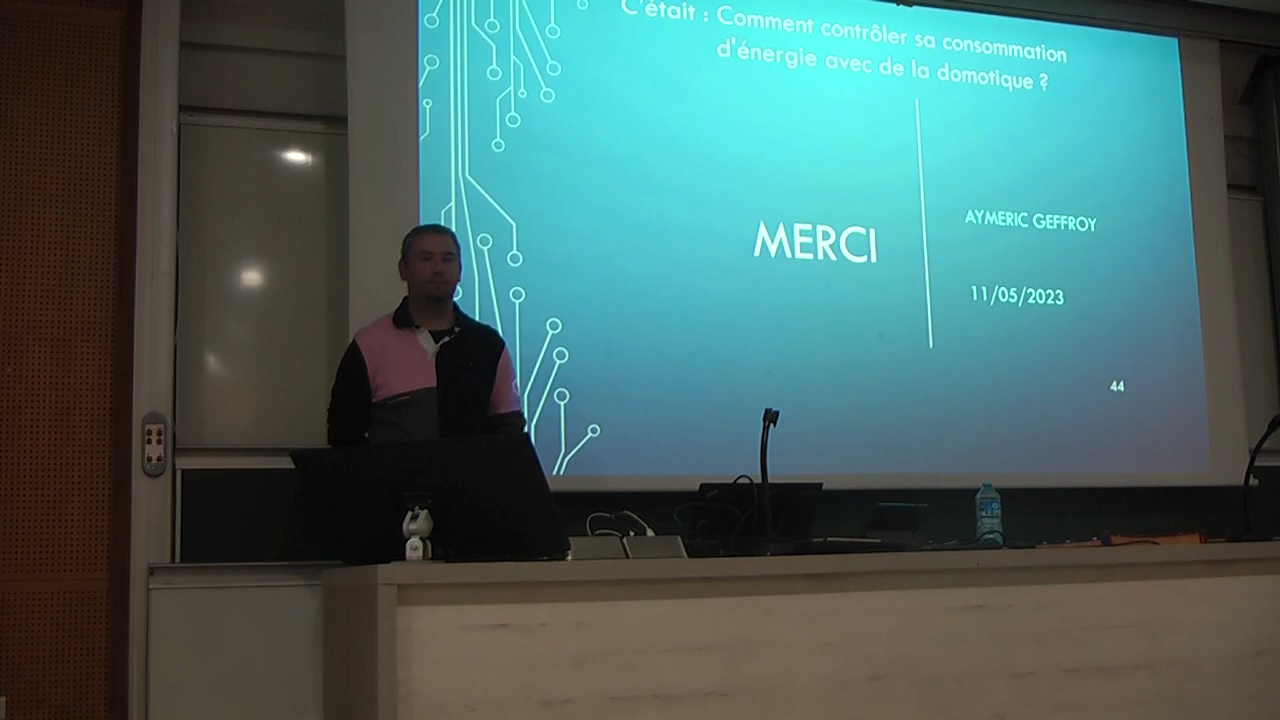 C'était : Comment contrôler sa consommation
d'énergie avec de la domotique ?
MERCI
AYMERIC GEFFROY
11/05/2023
44